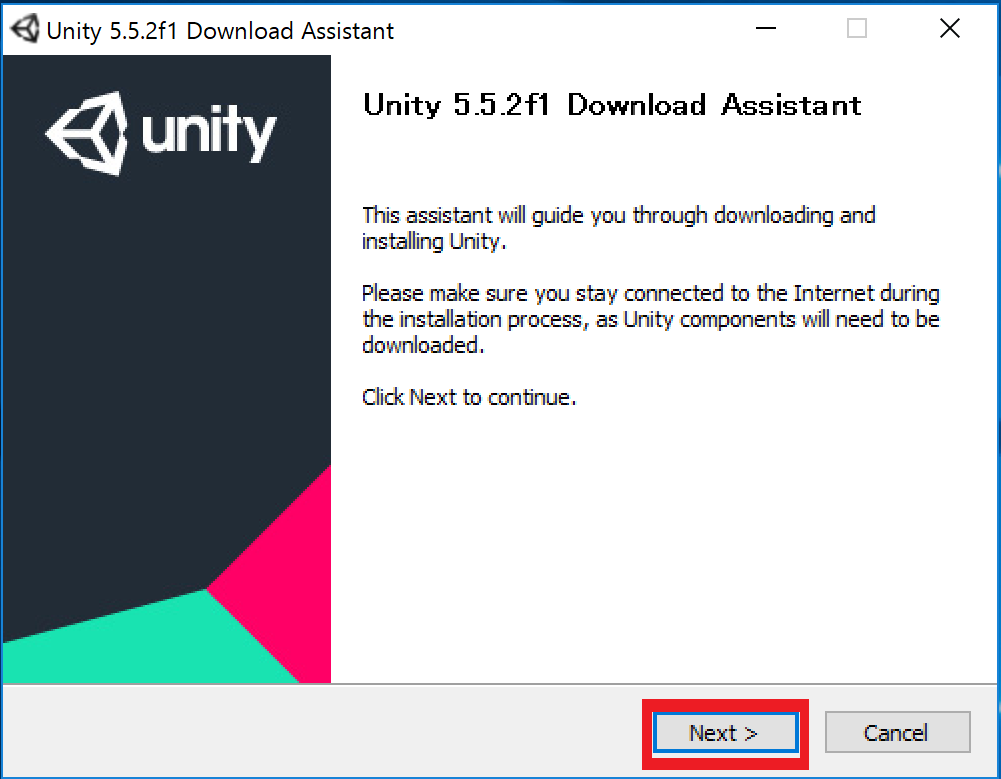 Unity 5.5.2f1 Download Assistant
unity
Unity 5.5.2f1 Download Assistant
This assistant will guide you through downloading and
installing Unity.
Please make sure you stay connected to the Internet during
the installation process, as Unity components will need to be
downloaded.
Click Next to continue.
Next >
Cancel